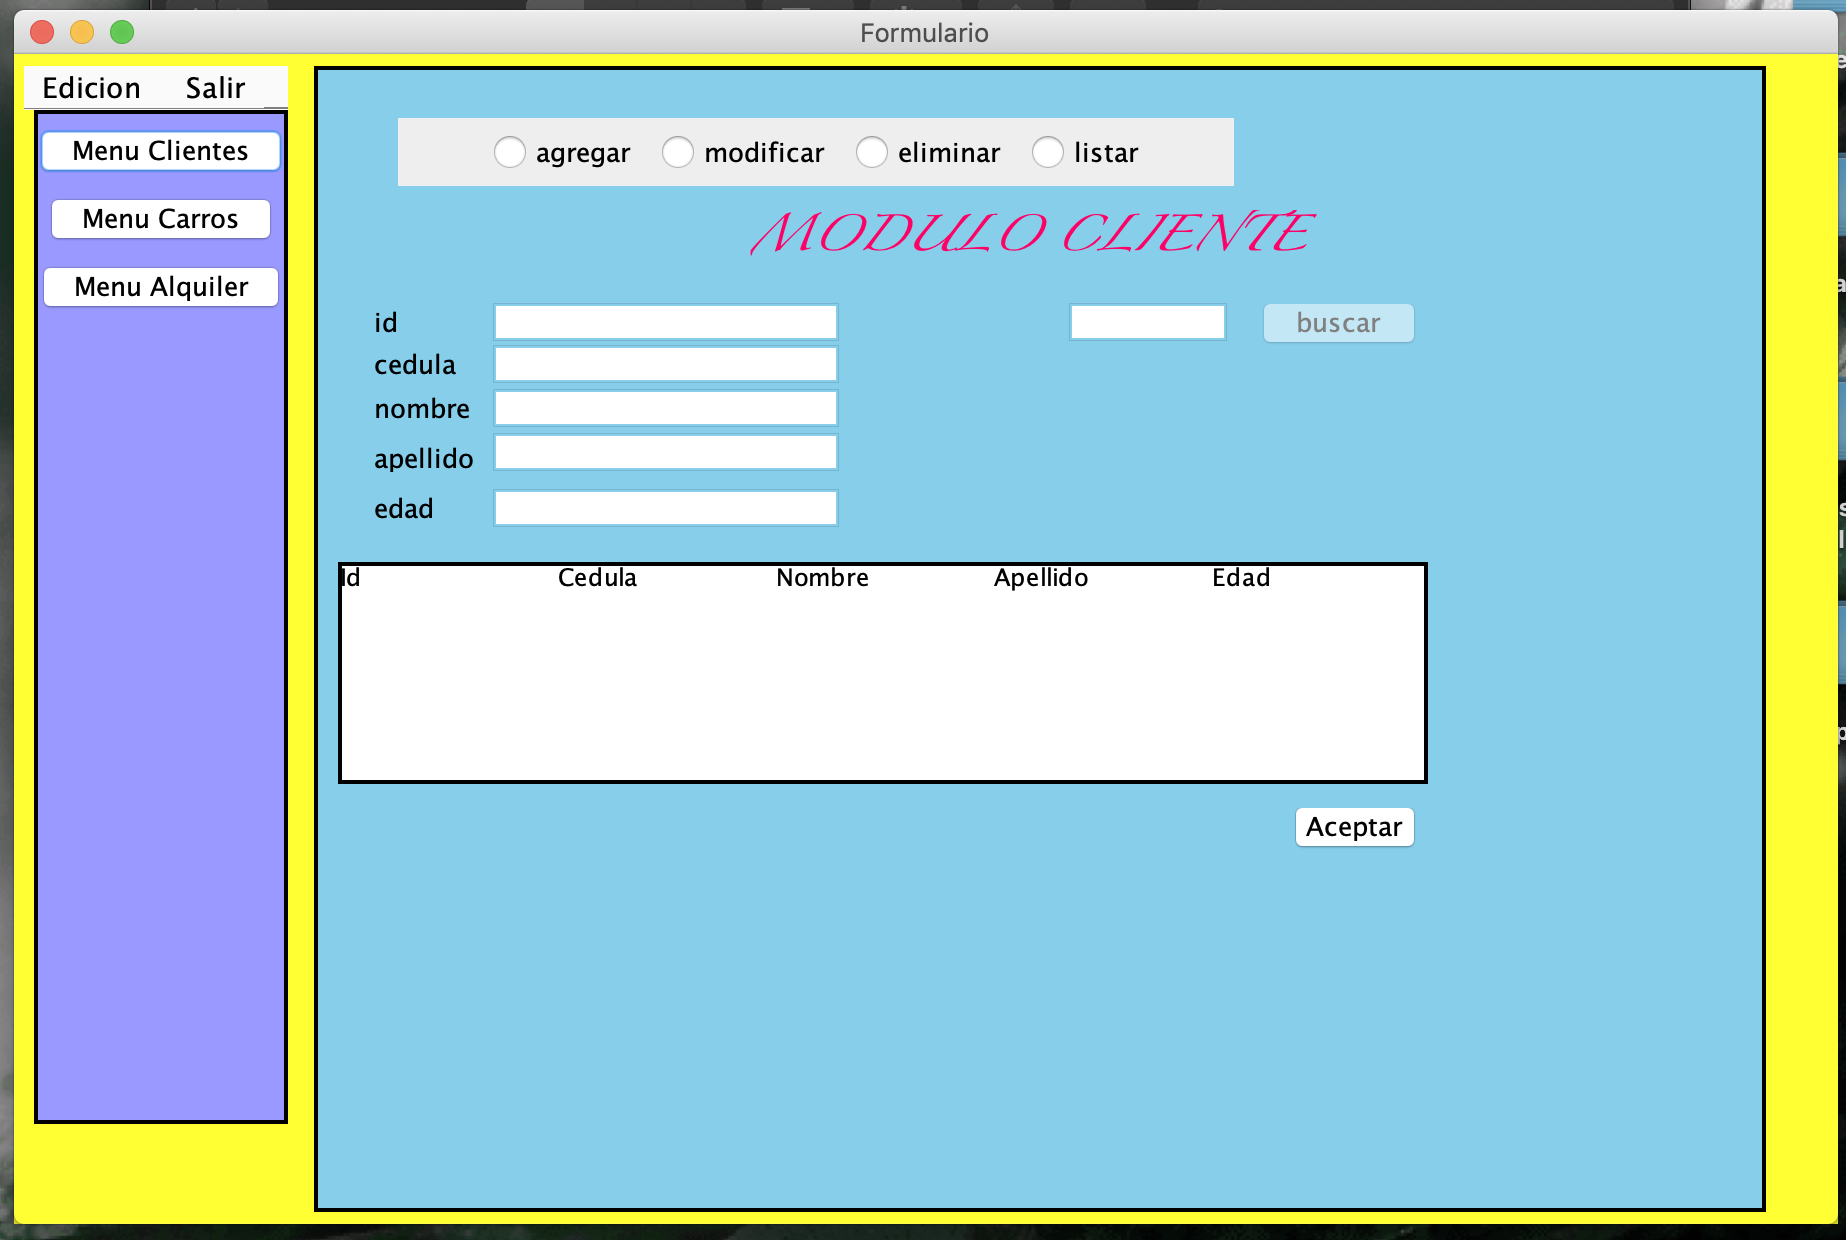 Formulario
Edicion Salir
Menu Clientes
Menu Carros
Menu Alquiler
agregar modificar eliminar listar
MODULO CLIENTE
id
buscar
cedula
nombre
apellido
edad
Id Cedula Nombre Apellido Edad
Aceptar